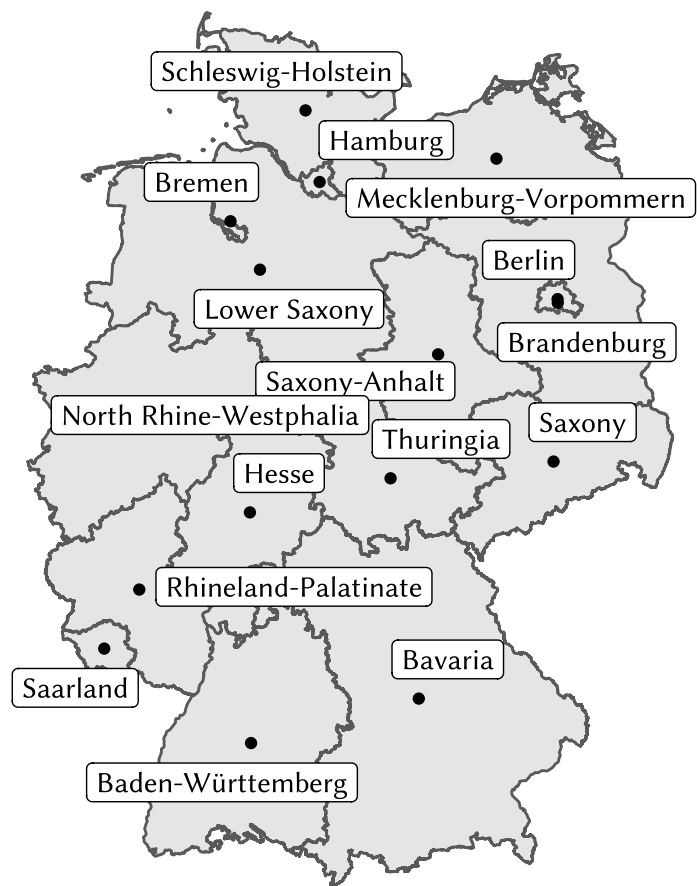 Schleswig-Holstein
Hamburg
Bremen
Mecklenburg-Vorpommern
Berlin
Lower Saxony
Brandenburg
Saxony-Anhalt
North Rhine-Westphalia
Saxony
Thuringia
Hesse
Rhineland-Palatinate
Bavaria
Saarland
Baden-Württemberg